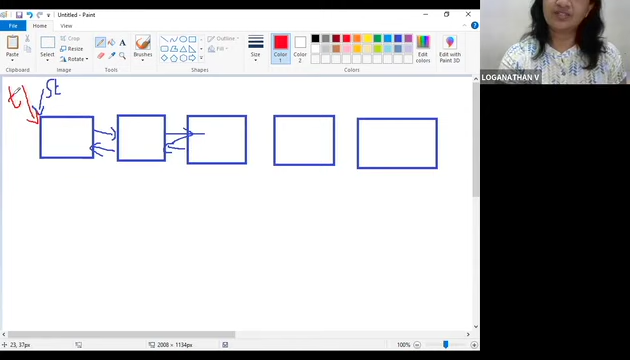 Untitled - Paint
File
Home
View
Paste
Select
Crop
Resize
Rotate
Brushes
Outline
Fill
Size
Color
1
Color
2
Edit
colors
Edit with
Paint 3D
Clipboard
Image
Tools
Shapes
Colors
LOGANATHAN V
St
t
23, 37px
2008 × 1134px
100%